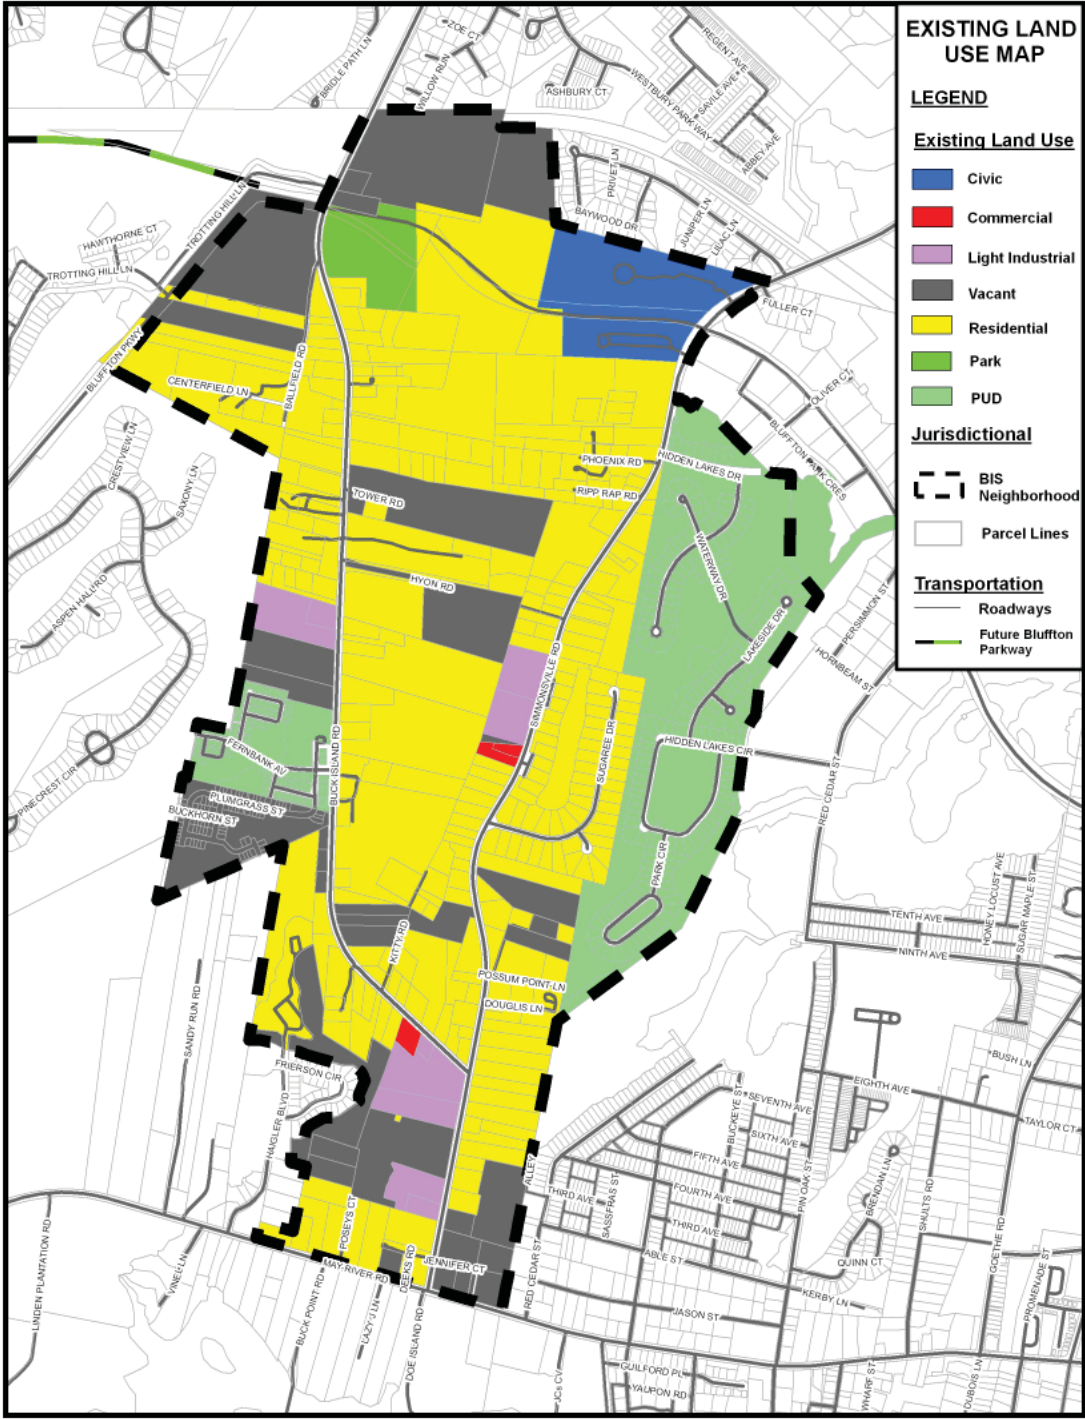 EXISTING LAND
USE MAP
LEGEND
Existing Land Use
Civic
Commercial
Light Industrial
Vacant
Residential
Park
PUD
Jurisdictional
BIS
Neighborhood
Parcel Lines
Transportation
Roadways
Future Bluffton
Parkway
ZOE CT
BRIDLE PATH LN
WILLOW RUN
ASHBURY CT
REGENT AVE
WESTBURY PARK WAY
SAVILE AVE
ABBEY AVE
PRIVET LN
BAYWOOD DR
JUNIPER LN
LILAC LN
TROTTING HILL LN
HAWTHORNE CT
TROTTING HILL LN
FULLER CT
BLUFFTON PKWY
CENTERFIELD LN
BALLFIELD RD
OLIVER CT
BLUFFTON PARK CRES
CRESTVIEW LN
SAXONY LN
PHOENIX RD
HIDDEN LAKES DR
RIPP RAP RD
TOWER RD
HYON RD
WATERWAY DR
LAKESIDE DR
ASPEN HALL RD
PERSIMMON ST
HORNBEAM ST
SIMMONSVILLE RD
SUGAREE DR
HIDDEN LAKES CIR
FERNBANK AV
BUCK ISLAND RD
PLUMGRASS ST
BUCKHORN ST
PINECREST CIR
RED CEDAR ST
PARK CIR
TENTH AVE
HONEY LOCUST AVE
SUGAR MAPLE ST
NINTH AVE
KITTY RD
POSSUM POINT LN
DOUGLIS LN
SANDY RUN RD
FRIERSON CIR
HAIGLER BLVD
BUSH LN
EIGHTH AVE
TAYLOR CT
SEVENTH AVE
BUCKEYE ST
SIXTH AVE
FIFTH AVE
FOURTH AVE
THIRD AVE
THIRD AVE
SASSFRAS ST
ALLEY
PIN OAK ST
BRENDAN LN
SHULTS RD
GOETHE RD
QUINN CT
ABLE ST
KERBY LN
JASON ST
PROMENADE ST
POSEYS CT
DEEKS RD
JENNIFER CT
MAY RIVER RD
RED CEDAR ST
LINDEN PLANTATION RD
VINEL LN
BUCK POINT RD
LAZY J LN
DOE ISLAND RD
JCs CV
GUILFORD PL
YAUPON RD
WHARF ST
DUBOIS LN